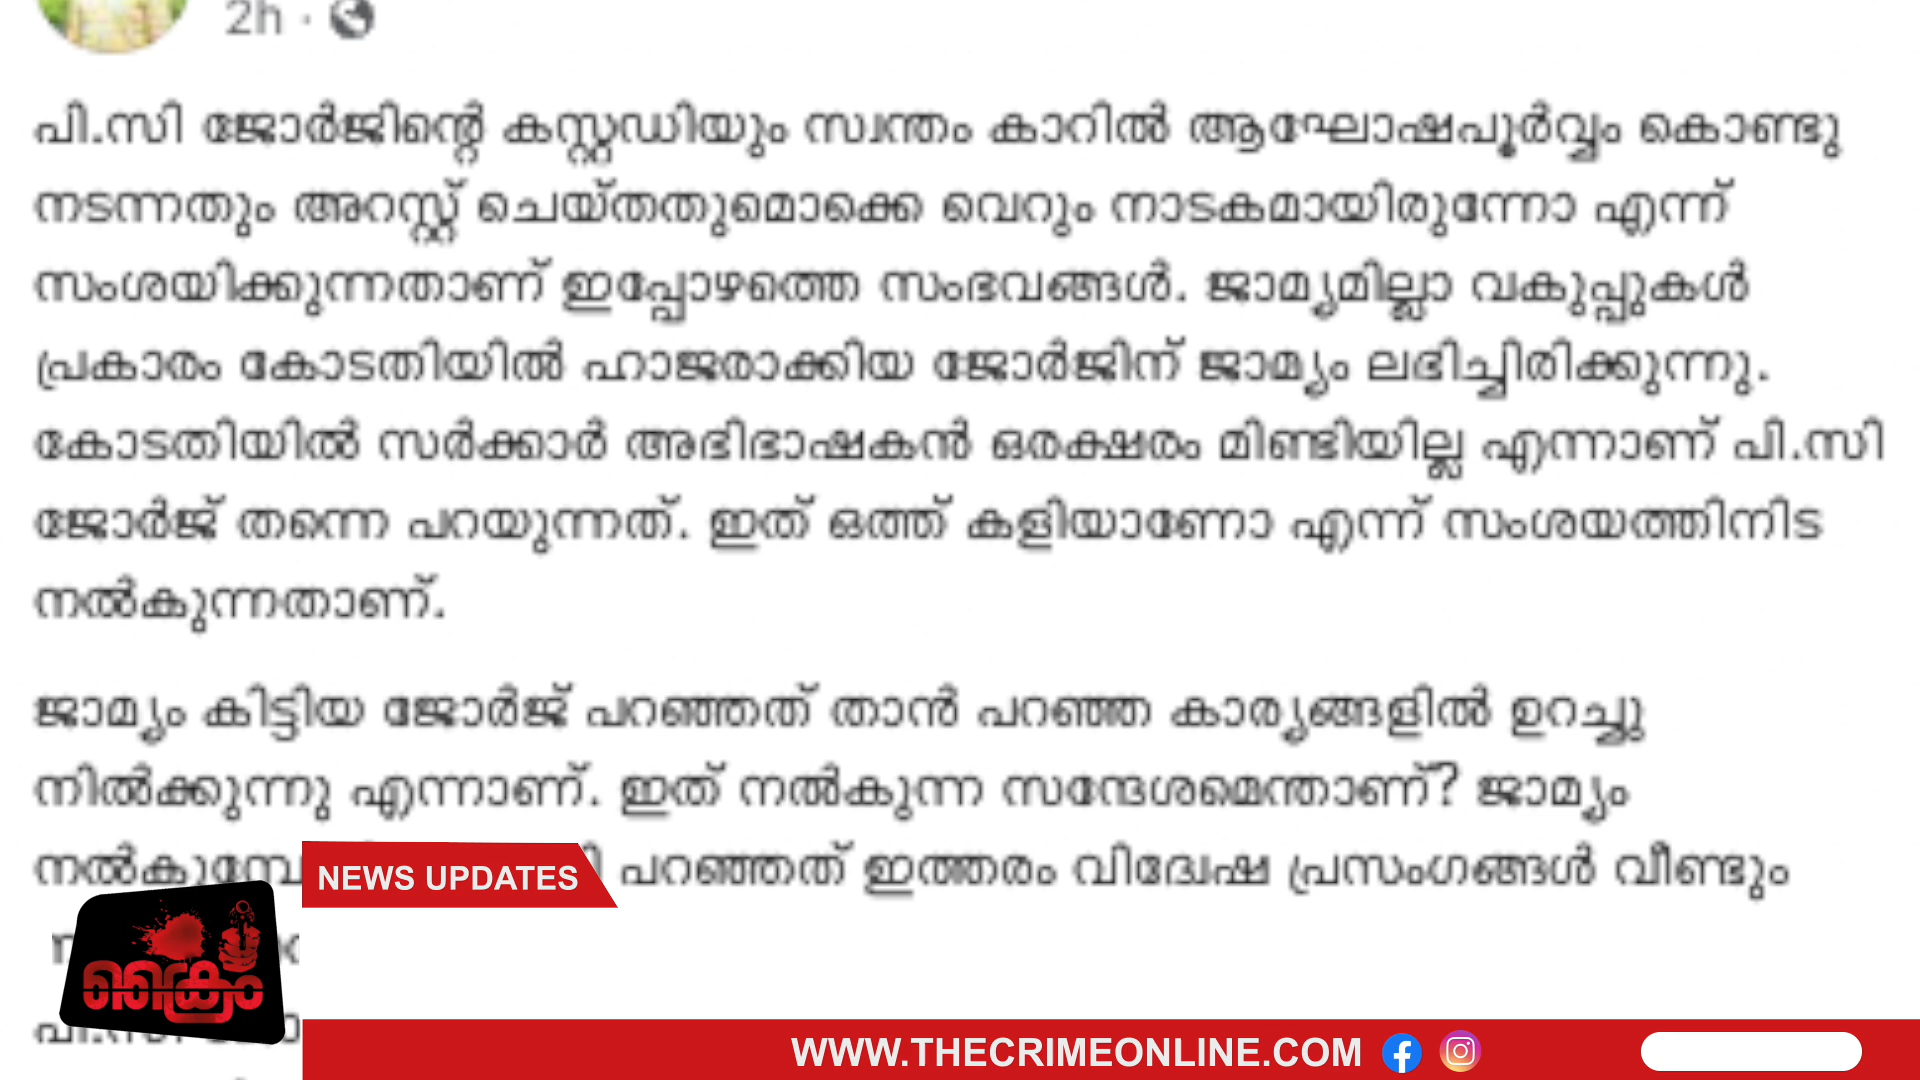 2h ·
പി.സി ജോർജിന്റെ കസ്റ്റഡിയും സ്വന്തം കാറിൽ ആഘോഷപൂർവ്വം കൊണ്ടു
നടന്നതും അറസ്റ്റ് ചെയ്തതുമൊക്കെ വെറും നാടകമായിരുന്നോ എന്ന്
സംശയിക്കുന്നതാണ് ഇപ്പോഴത്തെ സംഭവങ്ങൾ. ജാമ്യമില്ലാ വകുപ്പുകൾ
പ്രകാരം കോടതിയിൽ ഹാജരാക്കിയ ജോർജിന് ജാമ്യം ലഭിച്ചിരിക്കുന്നു.
കോടതിയിൽ സർക്കാർ അഭിഭാഷകൻ ഒരക്ഷരം മിണ്ടിയില്ല എന്നാണ് പി.സി
ജോർജ് തന്നെ പറയുന്നത്. ഇത് ഒത്ത് കളിയാണോ എന്ന് സംശയത്തിനിട
നൽകുന്നതാണ്.
ജാമ്യം കിട്ടിയ ജോർജ് പറഞ്ഞത് താൻ പറഞ്ഞ കാര്യങ്ങളിൽ ഉറച്ചു
നിൽക്കുന്നു എന്നാണ്. ഇത് നൽകുന്ന സന്ദേശമെന്താണ്? ജാമ്യം
പറഞ്ഞത് ഇത്തരം വിദ്വേഷ പ്രസംഗങ്ങൾ വീണ്ടും
NEWS UPDATES
ക്രൈം
WWW.THECRIMEONLINE.COM